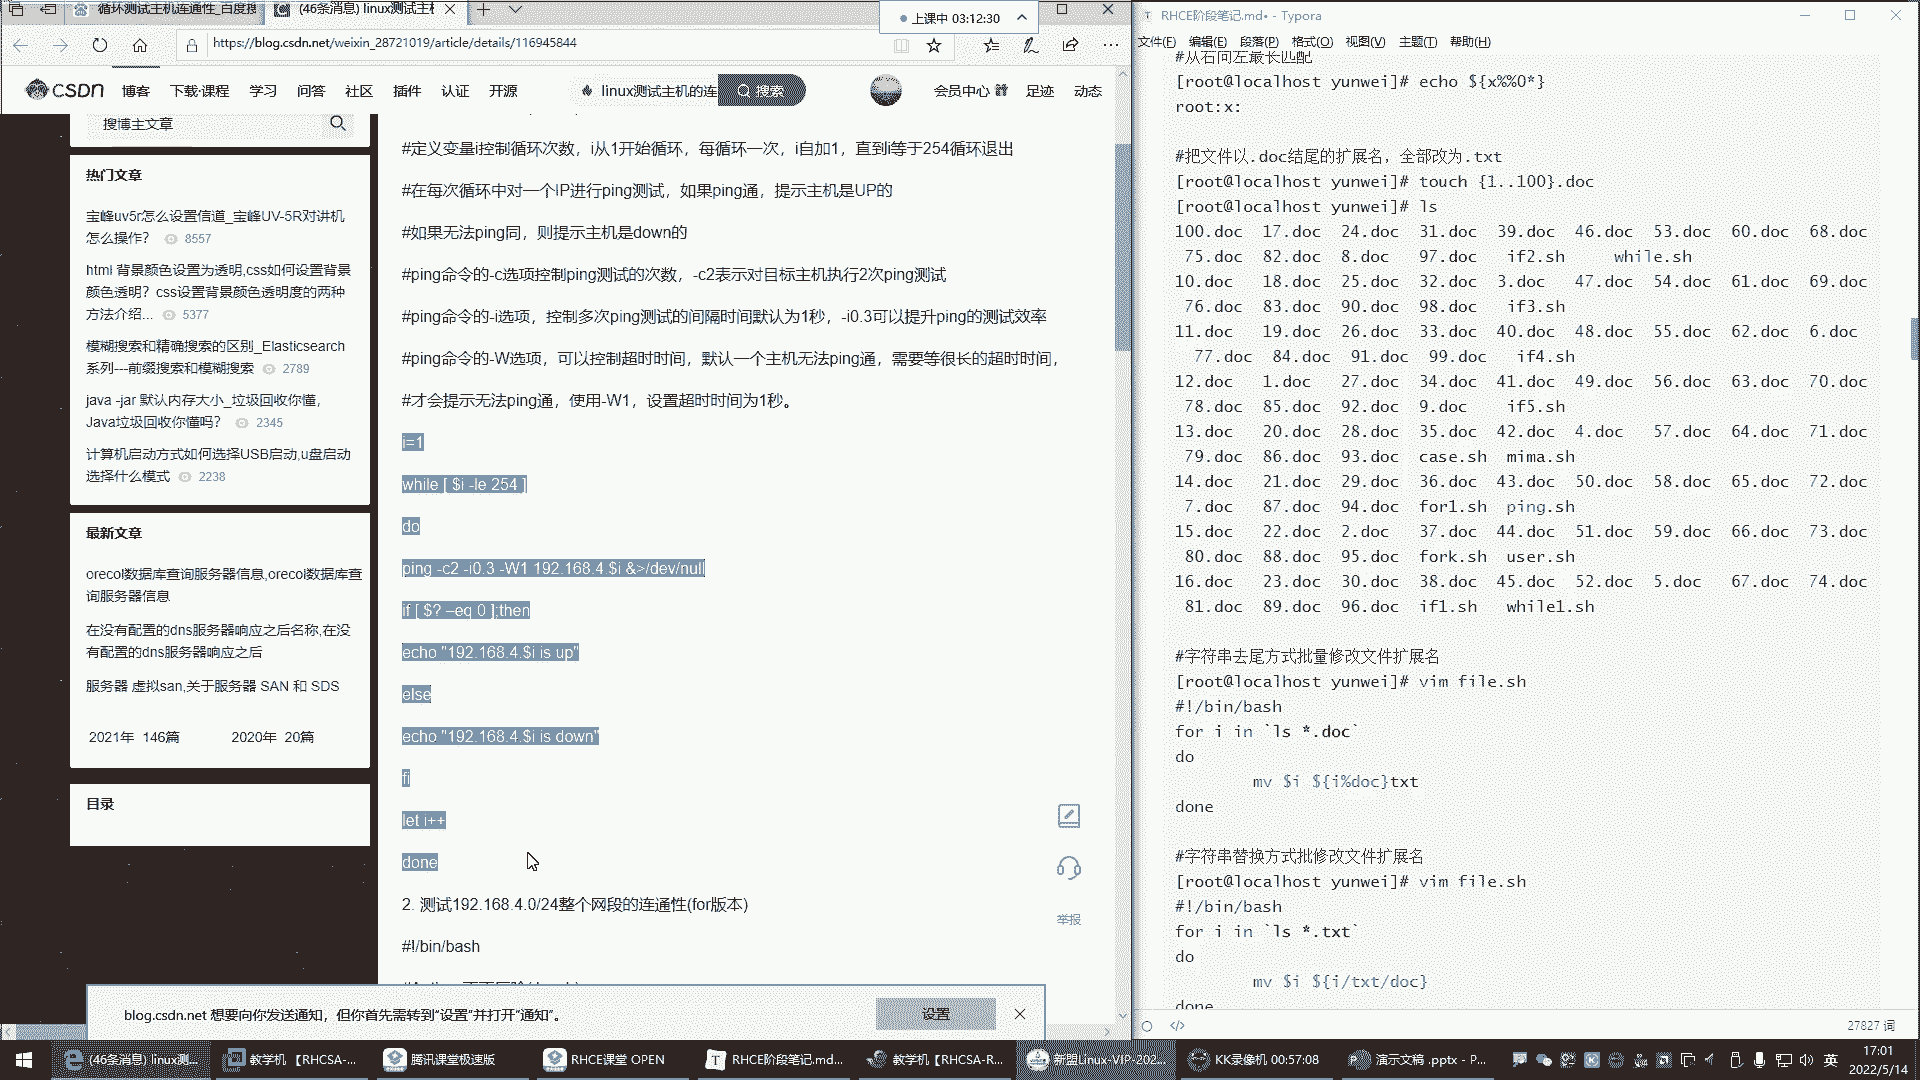 循环测试主机连通性_百度搜
(46条消息) linux测试主机
上课中 03:12:30
https://blog.csdn.net/weixin_28721019/article/details/116945844
CSDN 博客 下载·课程 学习 问答 社区 插件 认证 开源 linux测试主机的连 搜索 会员中心 足迹 动态
搜博主文章
热门文章
宝峰uv5r怎么设置信道_宝峰UV-5R对讲机
怎么操作? 8557
html 背景颜色设置为透明,css如何设置背景
颜色透明? css设置背景颜色透明度的两种
方法介绍... 5377
模糊搜索和精确搜索的区别_Elasticsearch
系列---前缀搜索和模糊搜索 2789
java -jar 默认内存大小_垃圾回收你懂,
Java垃圾回收你懂吗? 2345
计算机启动方式如何选择USB启动,u盘启动
选择什么模式 2238
最新文章
orecol数据库查询服务器信息,orecol数据库查
询服务器信息
在没有配置的dns服务器响应之后名称,在没
有配置的dns服务器响应之后
服务器 虚拟san,关于服务器 SAN 和 SDS
2021年 146篇 2020年 20篇
目录
#定义变量i控制循环次数，i从1开始循环，每循环一次，i自加1，直到i等于254循环退出
#在每次循环中对一个IP进行ping测试，如果ping通，提示主机是UP的
#如果无法ping同，则提示主机是down的
#ping命令的-c选项控制ping测试的次数，-c2表示对目标主机执行2次ping测试
#ping命令的-i选项，控制多次ping测试的间隔时间默认为1秒，-i0.3可以提升ping的测试效率
#ping命令的-W选项，可以控制超时时间，默认一个主机无法ping通，需要等很长的超时时间，
#才会提示无法ping通，使用-W1，设置超时时间为1秒。
i=1
while [ $i -le 254 ]
do
ping -c2 -i0.3 -W1 192.168.4.$i &>/dev/null
if [ $? –eq 0 ];then
echo "192.168.4.$i is up"
else
echo "192.168.4.$i is down"
fi
let i++
done
2. 测试192.168.4.0/24整个网段的连通性(for版本)
#!/bin/bash
举报
blog.csdn.net 想要向你发送通知，但你首先需转到"设置"并打开"通知"。
设置
RHCE阶段笔记.md• - Typora
文件(F) 编辑(E) 段落(P) 格式(O) 视图(V) 主题(T) 帮助(H)
#从右向左最长匹配
[root@localhost yunwei]# echo ${x%%0*}
root:x:
#把文件以.doc结尾的扩展名，全部改为.txt
[root@localhost yunwei]# touch {1..100}.doc
[root@localhost yunwei]# ls
100.doc 17.doc 24.doc 31.doc 39.doc 46.doc 53.doc 60.doc 68.doc
75.doc 82.doc 8.doc 97.doc if2.sh while.sh
10.doc 18.doc 25.doc 32.doc 3.doc 47.doc 54.doc 61.doc 69.doc
76.doc 83.doc 90.doc 98.doc if3.sh
11.doc 19.doc 26.doc 33.doc 40.doc 48.doc 55.doc 62.doc 6.doc
77.doc 84.doc 91.doc 99.doc if4.sh
12.doc 1.doc 27.doc 34.doc 41.doc 49.doc 56.doc 63.doc 70.doc
78.doc 85.doc 92.doc 9.doc if5.sh
13.doc 20.doc 28.doc 35.doc 42.doc 4.doc 57.doc 64.doc 71.doc
79.doc 86.doc 93.doc case.sh mima.sh
14.doc 21.doc 29.doc 36.doc 43.doc 50.doc 58.doc 65.doc 72.doc
7.doc 87.doc 94.doc for1.sh ping.sh
15.doc 22.doc 2.doc 37.doc 44.doc 51.doc 59.doc 66.doc 73.doc
80.doc 88.doc 95.doc fork.sh user.sh
16.doc 23.doc 30.doc 38.doc 45.doc 52.doc 5.doc 67.doc 74.doc
81.doc 89.doc 96.doc if1.sh while1.sh
#字符串去尾方式批量修改文件扩展名
[root@localhost yunwei]# vim file.sh
#!/bin/bash
for i in `ls *.doc`
do
mv $i ${i%doc}txt
done
#字符串替换方式批修改文件扩展名
[root@localhost yunwei]# vim file.sh
#!/bin/bash
for i in `ls *.txt`
do
mv $i ${i/txt/doc}
done
27827 词
(46条消息) linux测... 教学机 【RHCSA-... 腾讯课堂极速版 RHCE课堂 OPEN RHCE阶段笔记.md... 教学机【RHCSA-R... 新盟Linux-VIP-202... KK录像机 00:57:08 演示文稿 .pptx - P... 英 17:01
2022/5/14